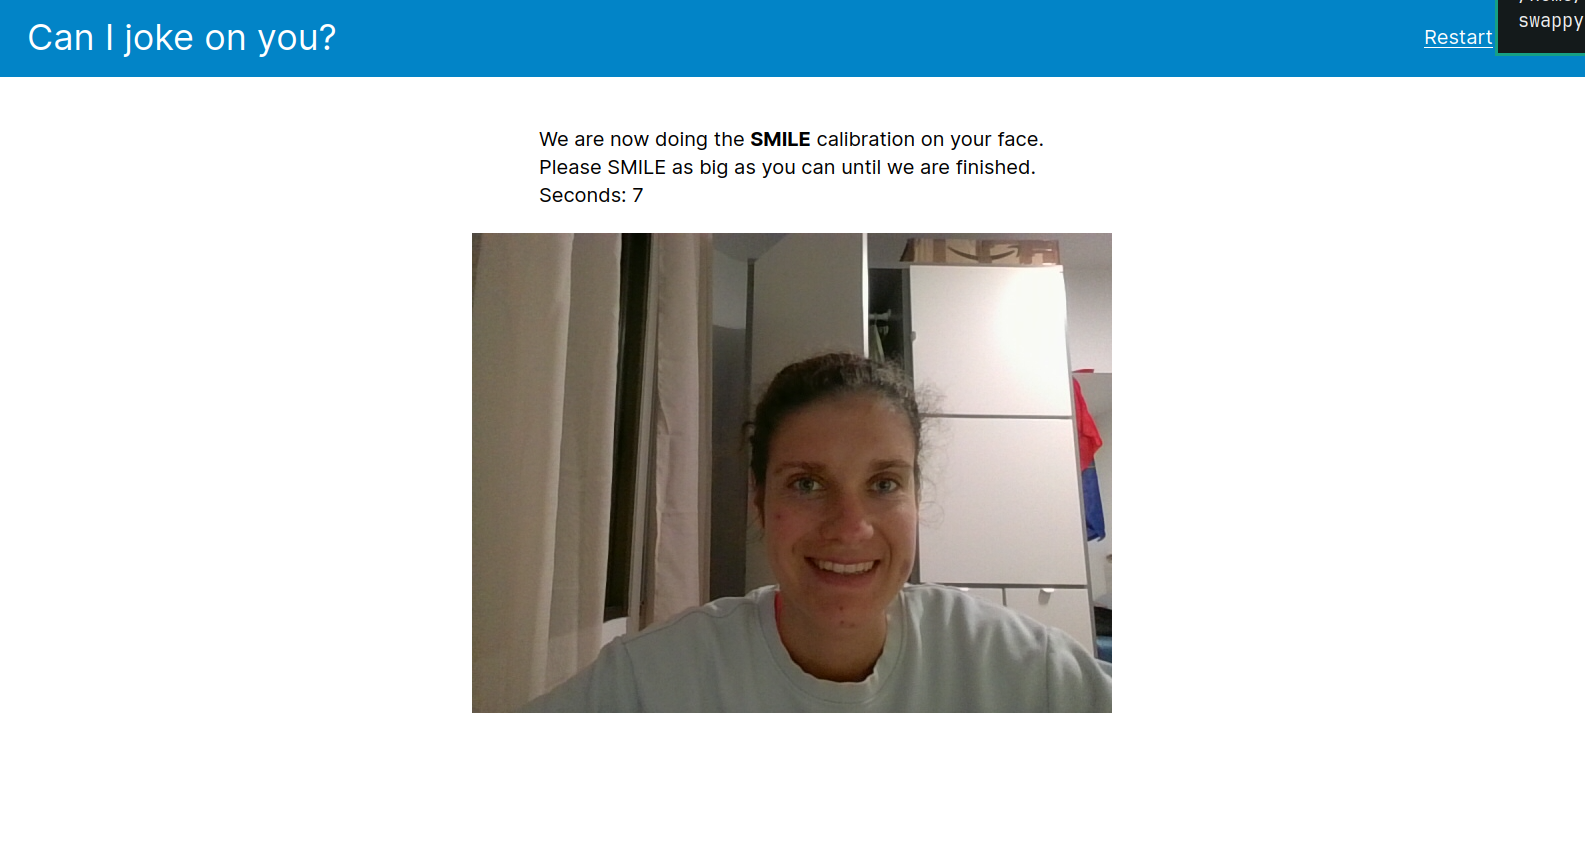 Can I joke on you?
Restart
swappy
We are now doing the SMILE calibration on your face.
Please SMILE as big as you can until we are finished.
Seconds: 7